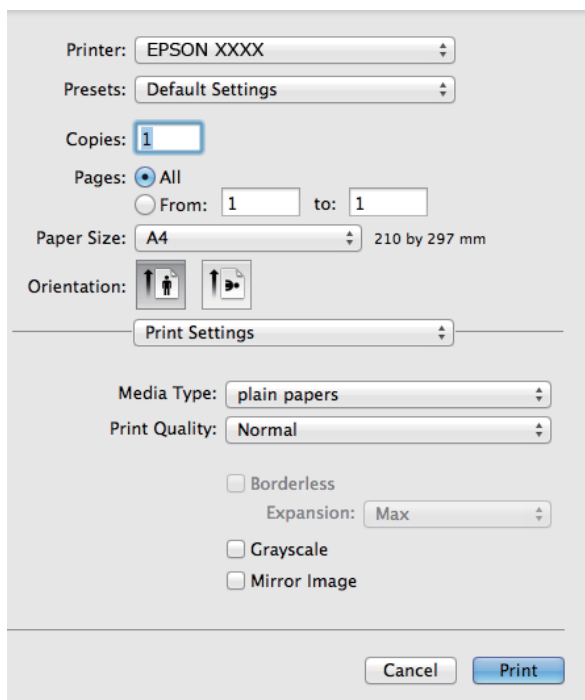 Printer: EPSON XXXX
Presets: Default Settings
Copies: 1
Pages: All
From: 1 to: 1
Paper Size: A4 210 by 297 mm
Orientation:
Print Settings
Media Type: plain papers
Print Quality: Normal
Borderless
Expansion: Max
Grayscale
Mirror Image
Cancel Print